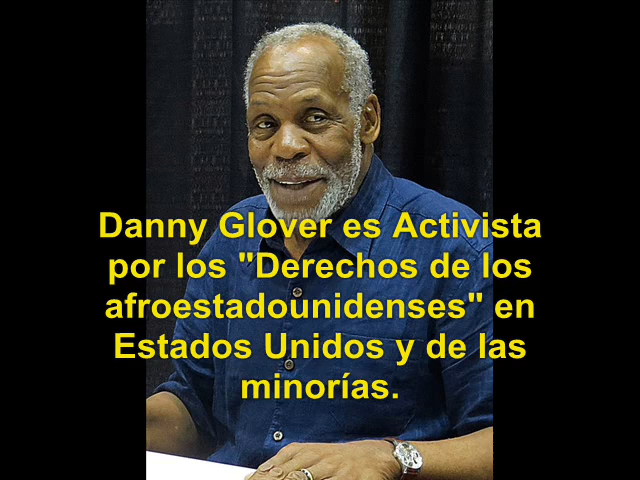 Danny Glover es Activista
por los "Derechos de los
afroestadounidenses" en
Estados Unidos y de las
minorías.